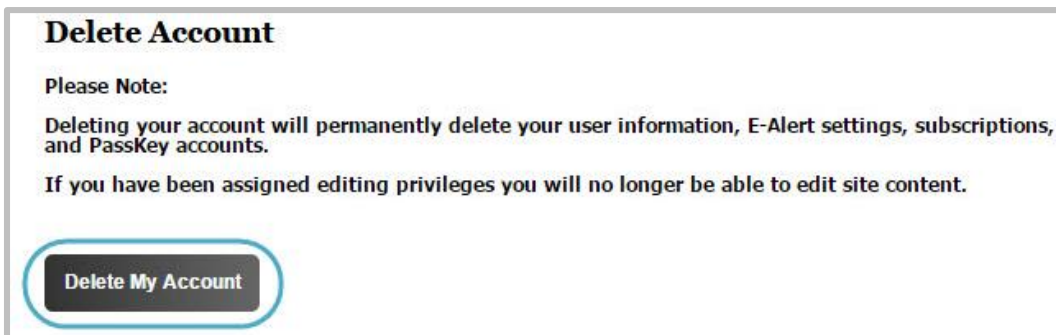 Delete Account
Please Note:
Deleting your account will permanently delete your user information, E-Alert settings, subscriptions,
and PassKey accounts.
If you have been assigned editing privileges you will no longer be able to edit site content.
Delete My Account